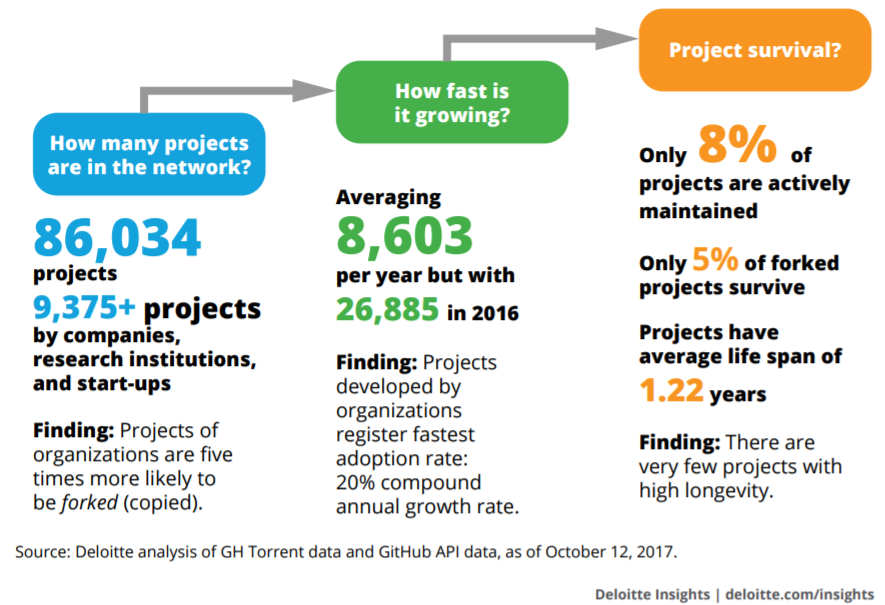 How many projects
are in the network?
86,034
projects
9,375+ projects
by companies,
research institutions,
and start-ups
Finding: Projects of
organizations are five
times more likely to
be forked (copied).
How fast is
it growing?
Averaging
8,603
per year but with
26,885 in 2016
Finding: Projects
developed by
organizations
register fastest
adoption rate:
20% compound
annual growth rate.
Project survival?
Only 8% of
projects are actively
maintained
Only 5% of forked
projects survive
Projects have
average life span of
1.22 years
Finding: There are
very few projects with
high longevity.
Source: Deloitte analysis of GH Torrent data and GitHub API data, as of October 12, 2017.
Deloitte Insights | deloitte.com/insights